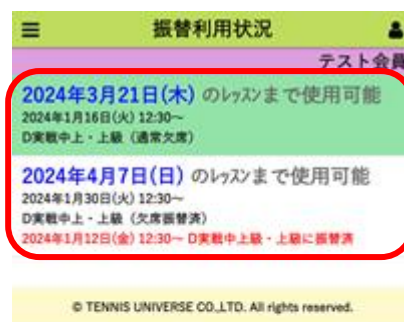 振替利用状況
テスト会員
2024年3月21日(木) のレッスンまで使用可能
2024年1月16日(火) 12:30～
D実戦中上・上級（通常欠席）
2024年4月7日(日) のレッスンまで使用可能
2024年1月30日(火) 12:30～
D実戦中上・上級（欠席振替済）
2024年1月12日(金) 12:30～ D実戦中上級・上級に振替済
© TENNIS UNIVERSE CO.,LTD. All rights reserved.